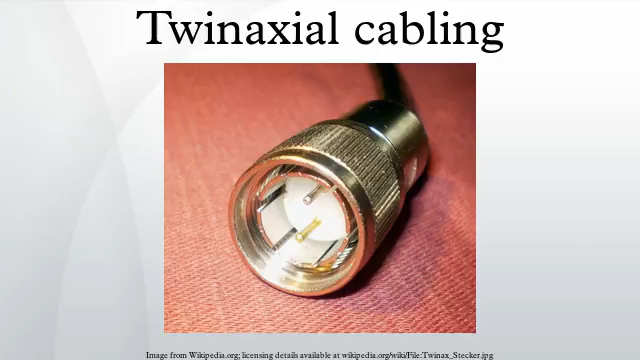 Twinaxial cabling
Image from Wikipedia.org; licensing details available at wikipedia.org/wiki/File:Twinax_Stecker.jpg